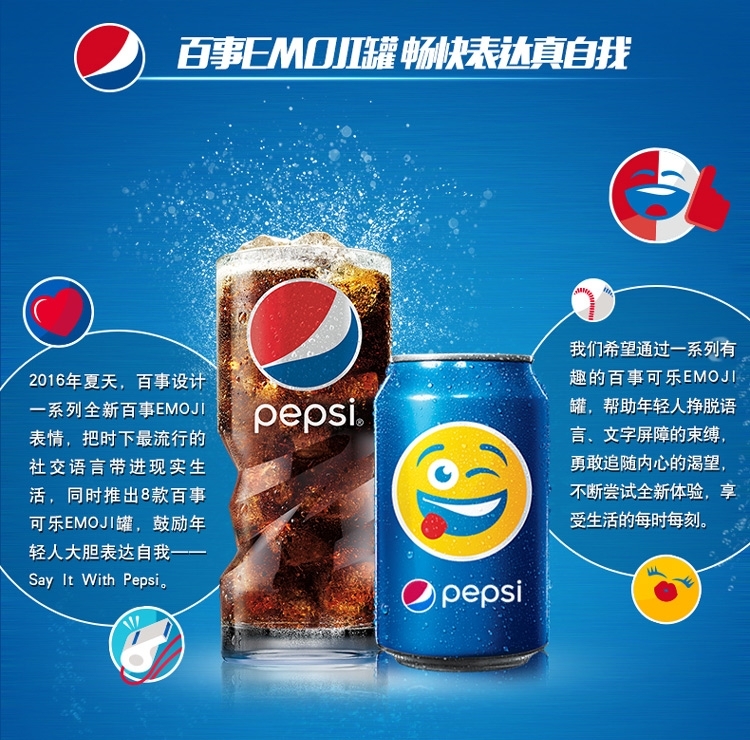 百事EMOJI罐 畅快表达真自我
2016年夏天，百事设计
一系列全新百事EMOJI
表情，把时下最流行的
社交语言带进现实生
活，同时推出8款百事
可乐EMOJI罐，鼓励年
轻人大胆表达自我——
Say It With Pepsi。
pepsi®
pepsi
我们希望通过一系列有
趣的百事可乐EMOJI
罐，帮助年轻人挣脱语
言、文字屏障的束缚，
勇敢追随内心的渴望，
不断尝试全新体验，享
受生活的每时每刻。